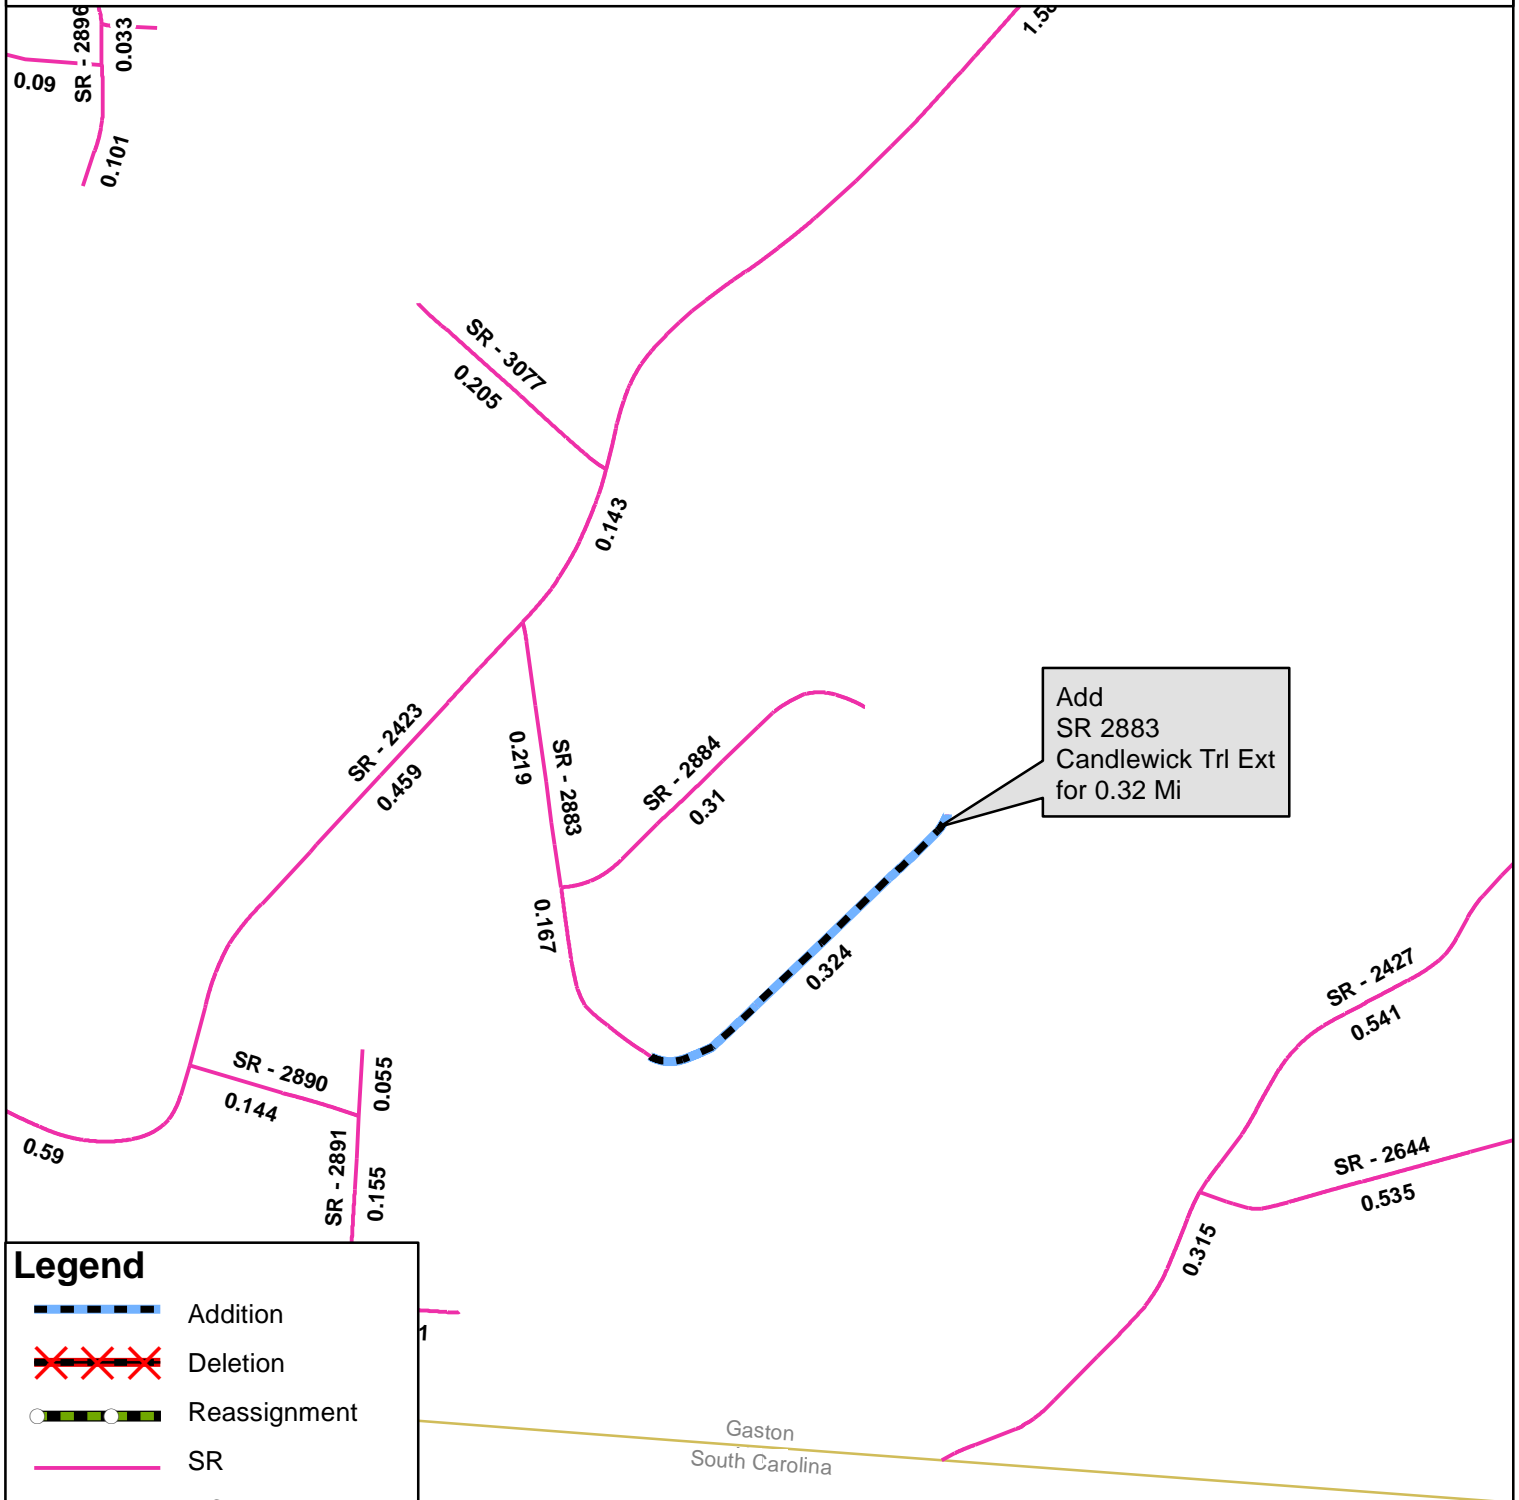 SR - 2896
0.033
0.09
0.101
SR - 3077
0.205
0.143
SR - 2423
0.459
0.219
SR - 2883
SR - 2884
0.31
Add
SR 2883
Candlewick Trl Ext
for 0.32 Mi
0.167
0.324
SR - 2427
0.541
SR - 2890
0.144
0.055
0.59
SR - 2891
0.155
SR - 2644
0.535
0.315
Legend
Addition
Deletion
Reassignment
SR
1
Gaston
South Carolina